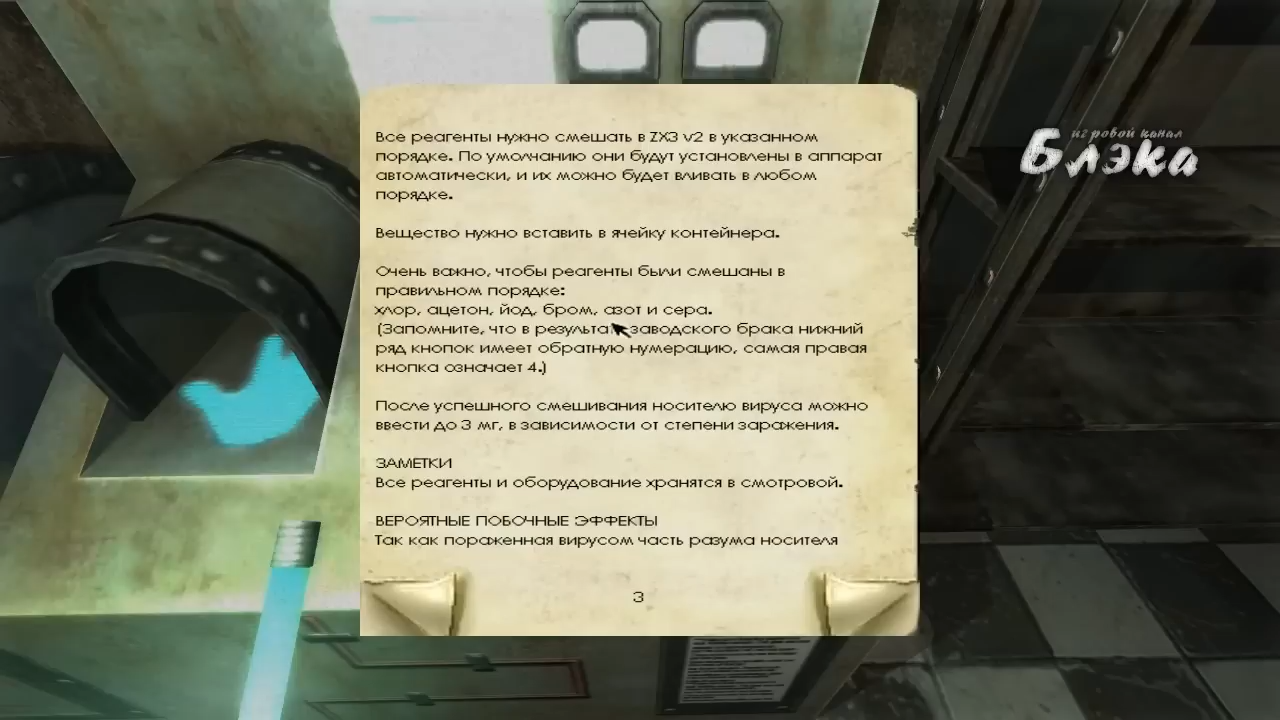 игровой канал
Блэка
Все реагенты нужно смешать в ZX3 v2 в указанном
порядке. По умолчанию они будут установлены в аппарат
автоматически, и их можно будет вливать в любом
порядке.
Вещество нужно вставить в ячейку контейнера.
Очень важно, чтобы реагенты были смешаны в
правильном порядке:
хлор, ацетон, йод, бром, азот и сера.
(Запомните, что в результа заводского брака нижний
ряд кнопок имеет обратную нумерацию, самая правая
кнопка означает 4.)
После успешного смешивания носителю вируса можно
ввести до 3 мг, в зависимости от степени заражения.
ЗАМЕТКИ
Все реагенты и оборудование хранятся в смотровой.
ВЕРОЯТНЫЕ ПОБОЧНЫЕ ЭФФЕКТЫ
Так как пораженная вирусом часть разума носителя
3